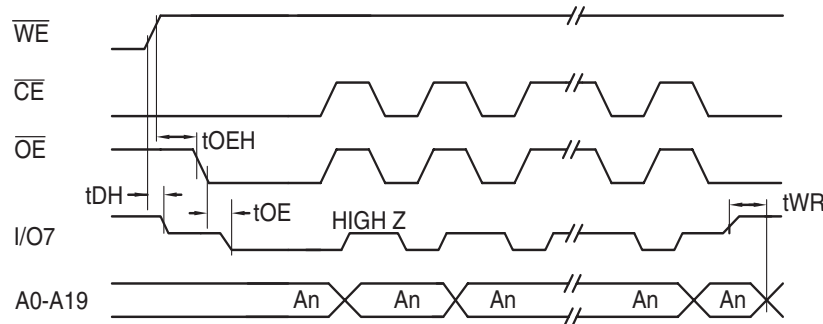 WE
CE
OE
tOEH
tDH
tOE
HIGH Z
tWR
I/O7
A0-A19 An An An An An